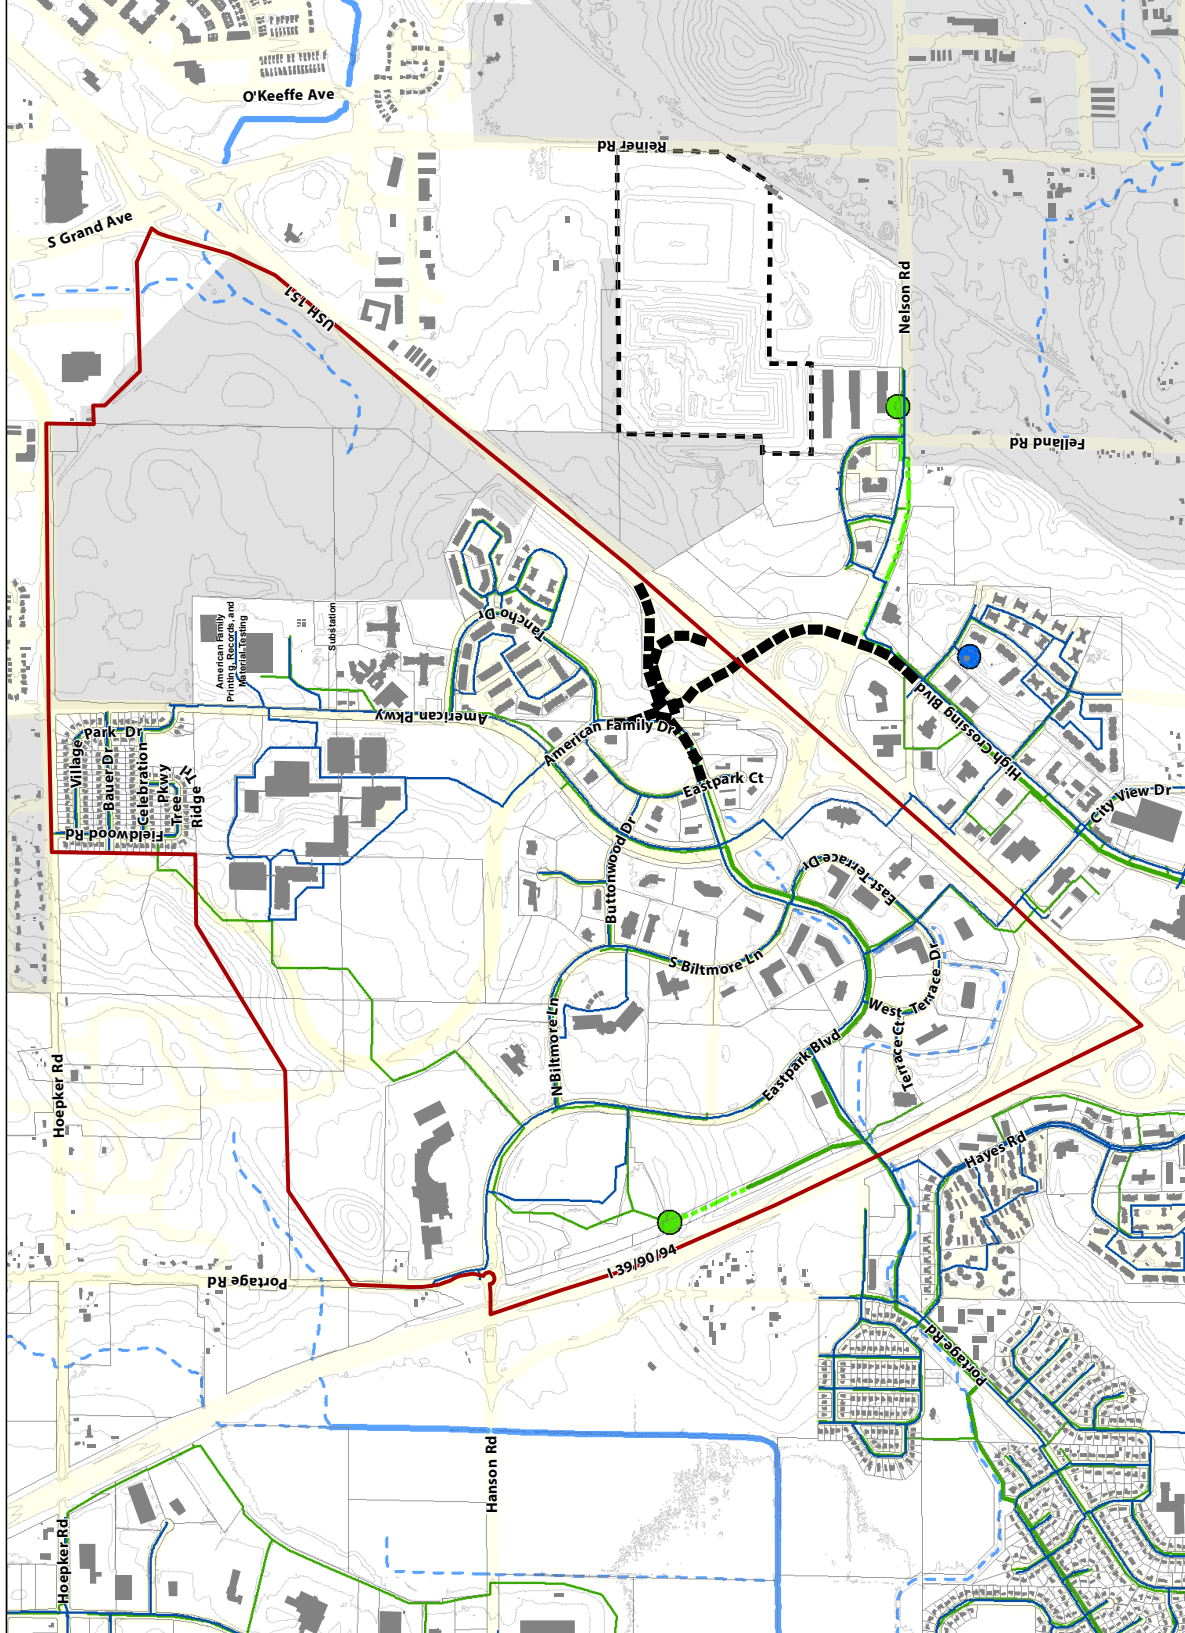 O'Keeffe Ave
Reiner Rd
S Grand Ave
USH 151
Nelson Rd
Felland Rd
American Family
Printing, Records, and
Material Testing
Substation
Tancho Dr
American Pkwy
American Family Dr
High Crossing Blvd
Village
Park Dr
Bauer Dr
Celebration
Pkwy
Tree
Ridge
Trl
Fieldwood Rd
Eastpark Ct
City View Dr
Buttonwood Dr
East Terrace Dr
S Biltmore Ln
West Terrace Dr
N Biltmore Ln
Terrace Ct
Eastpark Blvd
Hoepker Rd
Hayes Rd
I-39/90/94
Portage Rd
Portage Rd
Hanson Rd
Hoepker Rd